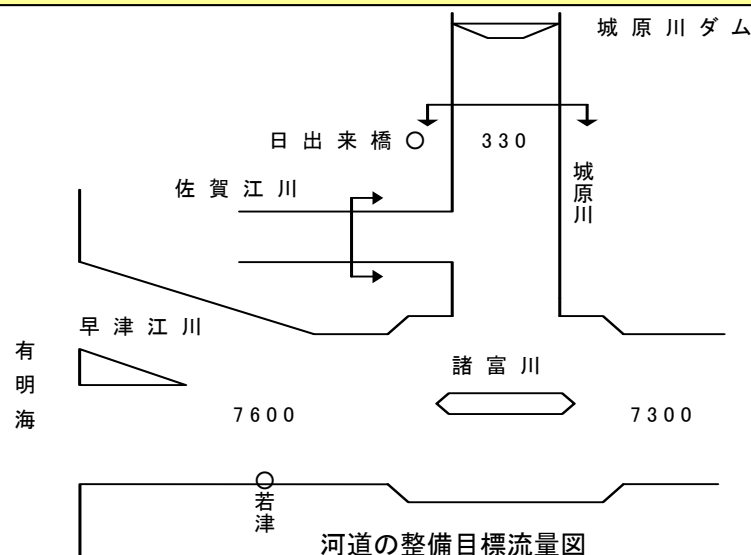 城原川ダム
日出来橋
330
城原川
佐賀江川
早津江川
有明海
諸富川
7600
7300
若津
河道の整備目標流量図